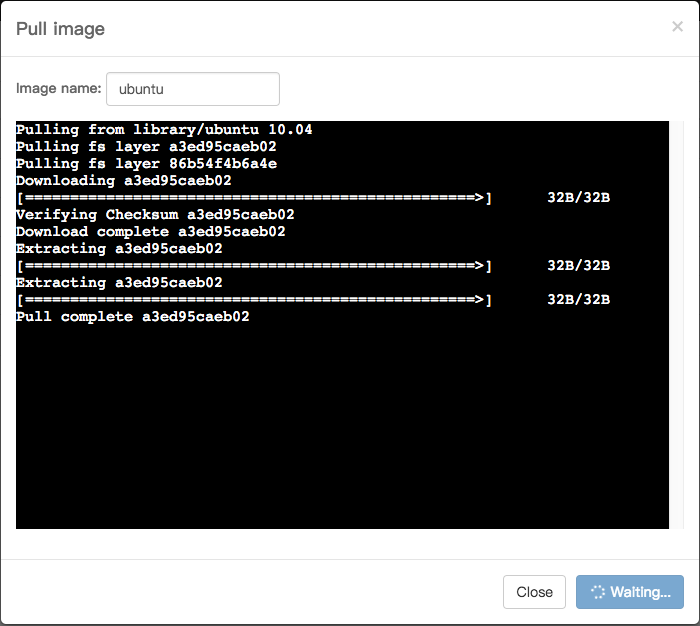 Pull image
×
Image name: ubuntu
Pulling from library/ubuntu 10.04
Pulling fs layer a3ed95caeb02
Pulling fs layer 86b54f4b6a4e
Downloading a3ed95caeb02
[==================================================>] 32B/32B
Verifying Checksum a3ed95caeb02
Download complete a3ed95caeb02
Extracting a3ed95caeb02
[==================================================>] 32B/32B
Extracting a3ed95caeb02
[==================================================>] 32B/32B
Pull complete a3ed95caeb02
Close Waiting...